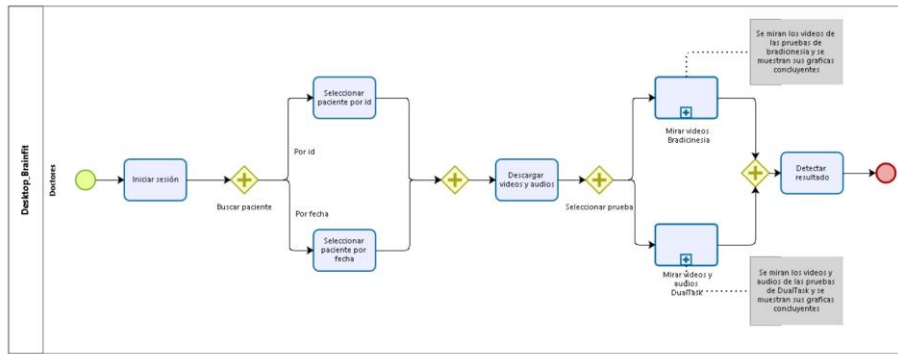 Desktop_Brainfit
Doctores
Iniciar sesión
Buscar paciente
Por id
Por fecha
Seleccionar
paciente por id
Seleccionar
paciente por
fecha
Descargar
videos y audios
Seleccionar prueba
Se miran los videos de
las pruebas de
bradicinesia y se
muestran sus graficas
concluyentes
Mirar videos
Bradicinesia
Mirar videos y
audios
DualTask
Se miran los videos y
audios de las pruebas
de DualTask y se
muestran sus graficas
concluyentes
Detectar
resultado